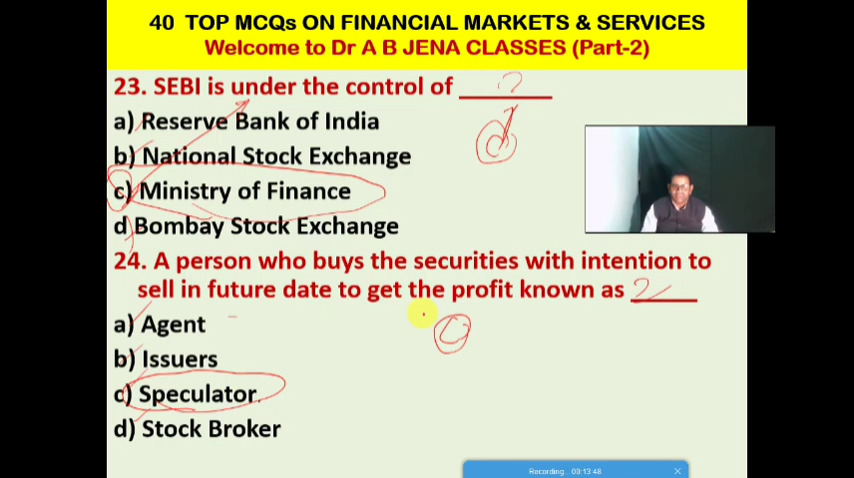 40 TOP MCQs ON FINANCIAL MARKETS & SERVICES
Welcome to Dr A B JENA CLASSES (Part-2)
23. SEBI is under the control of ________ ?
a) Reserve Bank of India
b) National Stock Exchange
c) Ministry of Finance
d) Bombay Stock Exchange
d
24. A person who buys the securities with intention to
sell in future date to get the profit known as ______
a) Agent
b) Issuers
c) Speculator.
d) Stock Broker
Recording... 00:13:48